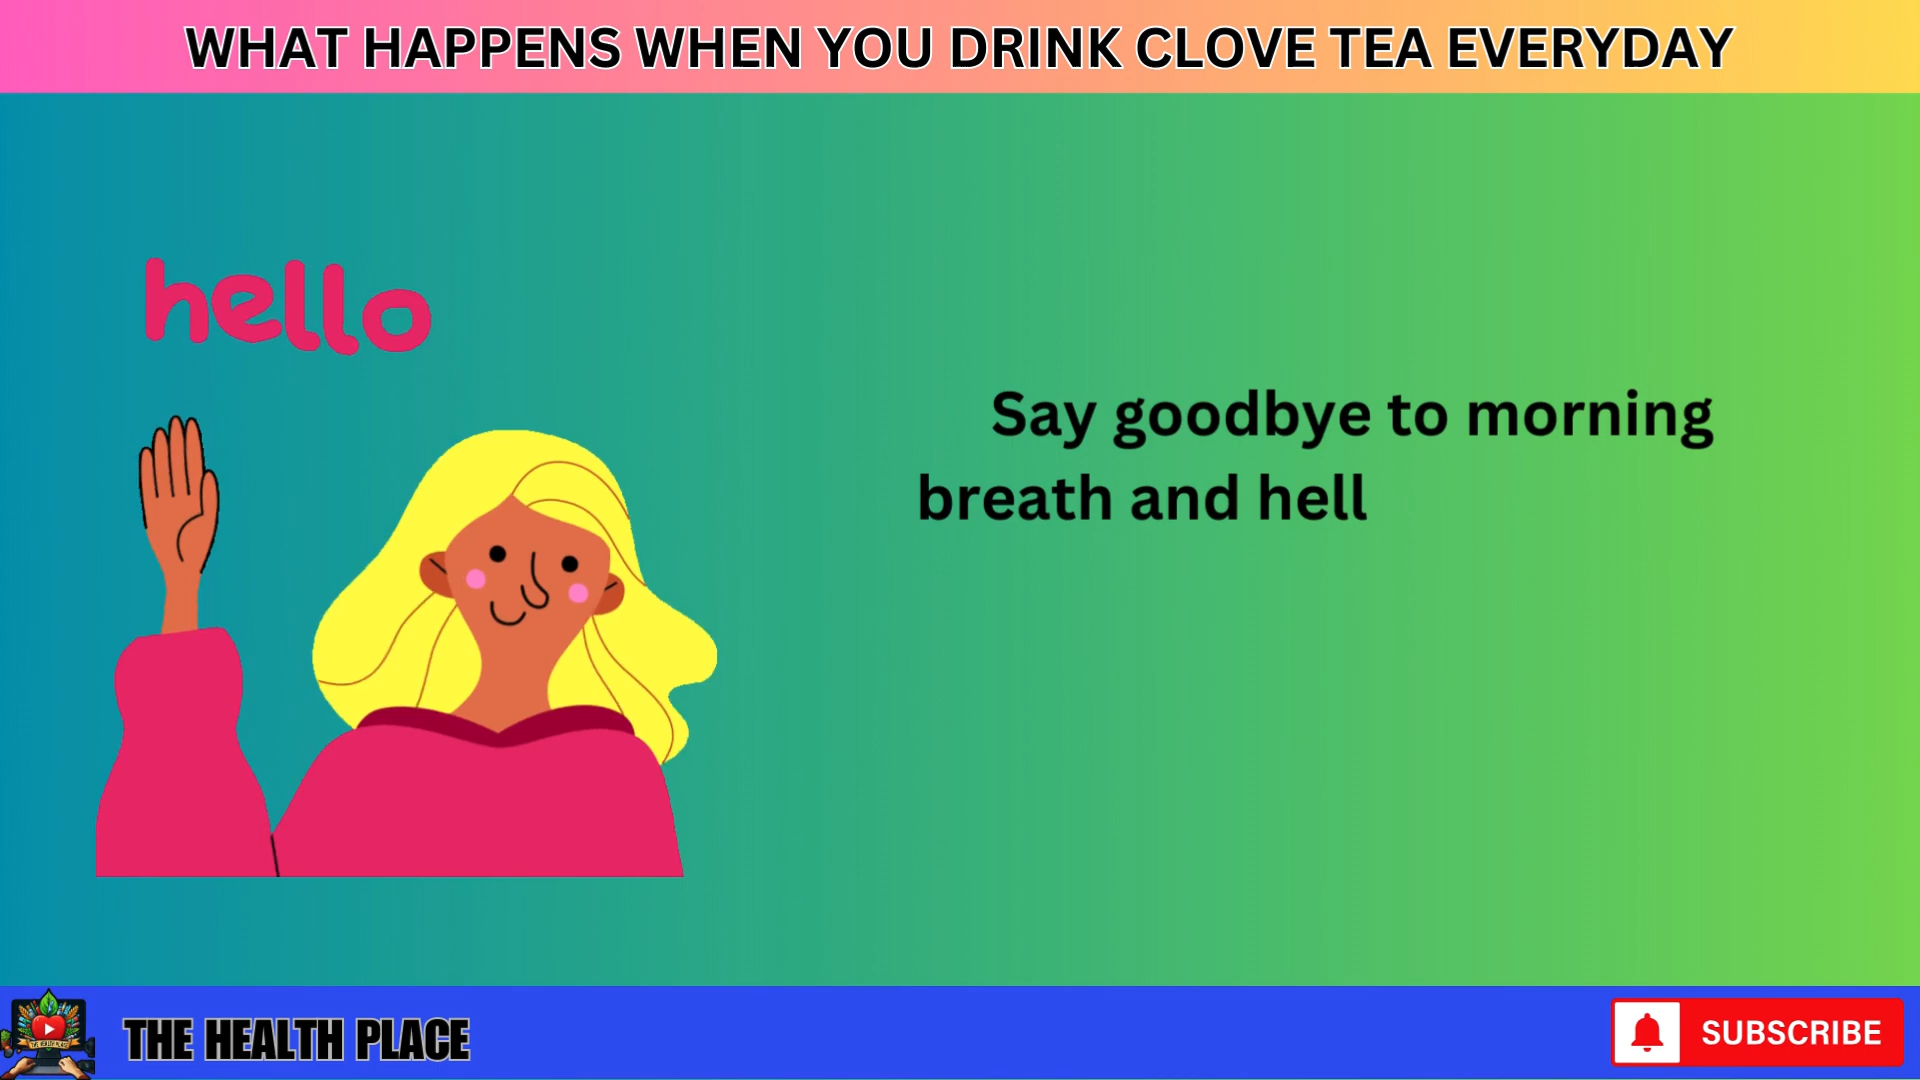 WHAT HAPPENS WHEN YOU DRINK CLOVE TEA EVERYDAY
hello
Say goodbye to morning
breath and hell
THE HEALTH PLACE
SUBSCRIBE